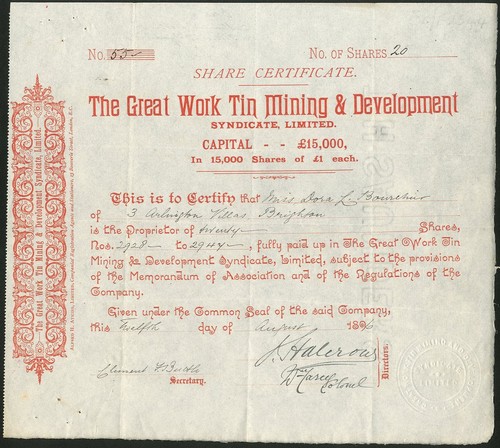 No. 55
No. of Shares 20
SHARE CERTIFICATE.
The Great Work Tin Mining & Development
SYNDICATE, LIMITED.
CAPITAL - - £15,000,
In 15,000 Shares of £1 each.
This is to Certify that Miss Dora L.
of 3 Arlington Villas Brighton
is the Proprietor of twenty Shares,
Nos. 2928 to 2947, fully paid up in The Great Work Tin
Mining & Development Syndicate, Limited, subject to the provisions
of the Memorandum of Association and of the Regulations of the
Company.
Given under the Common Seal of the said Company,
this twelfth day of August 1896
J. Halcrow
Colonel
Directors.
Clement
Secretary.
The Great Work Tin Mining & Development Syndicate, Limited.